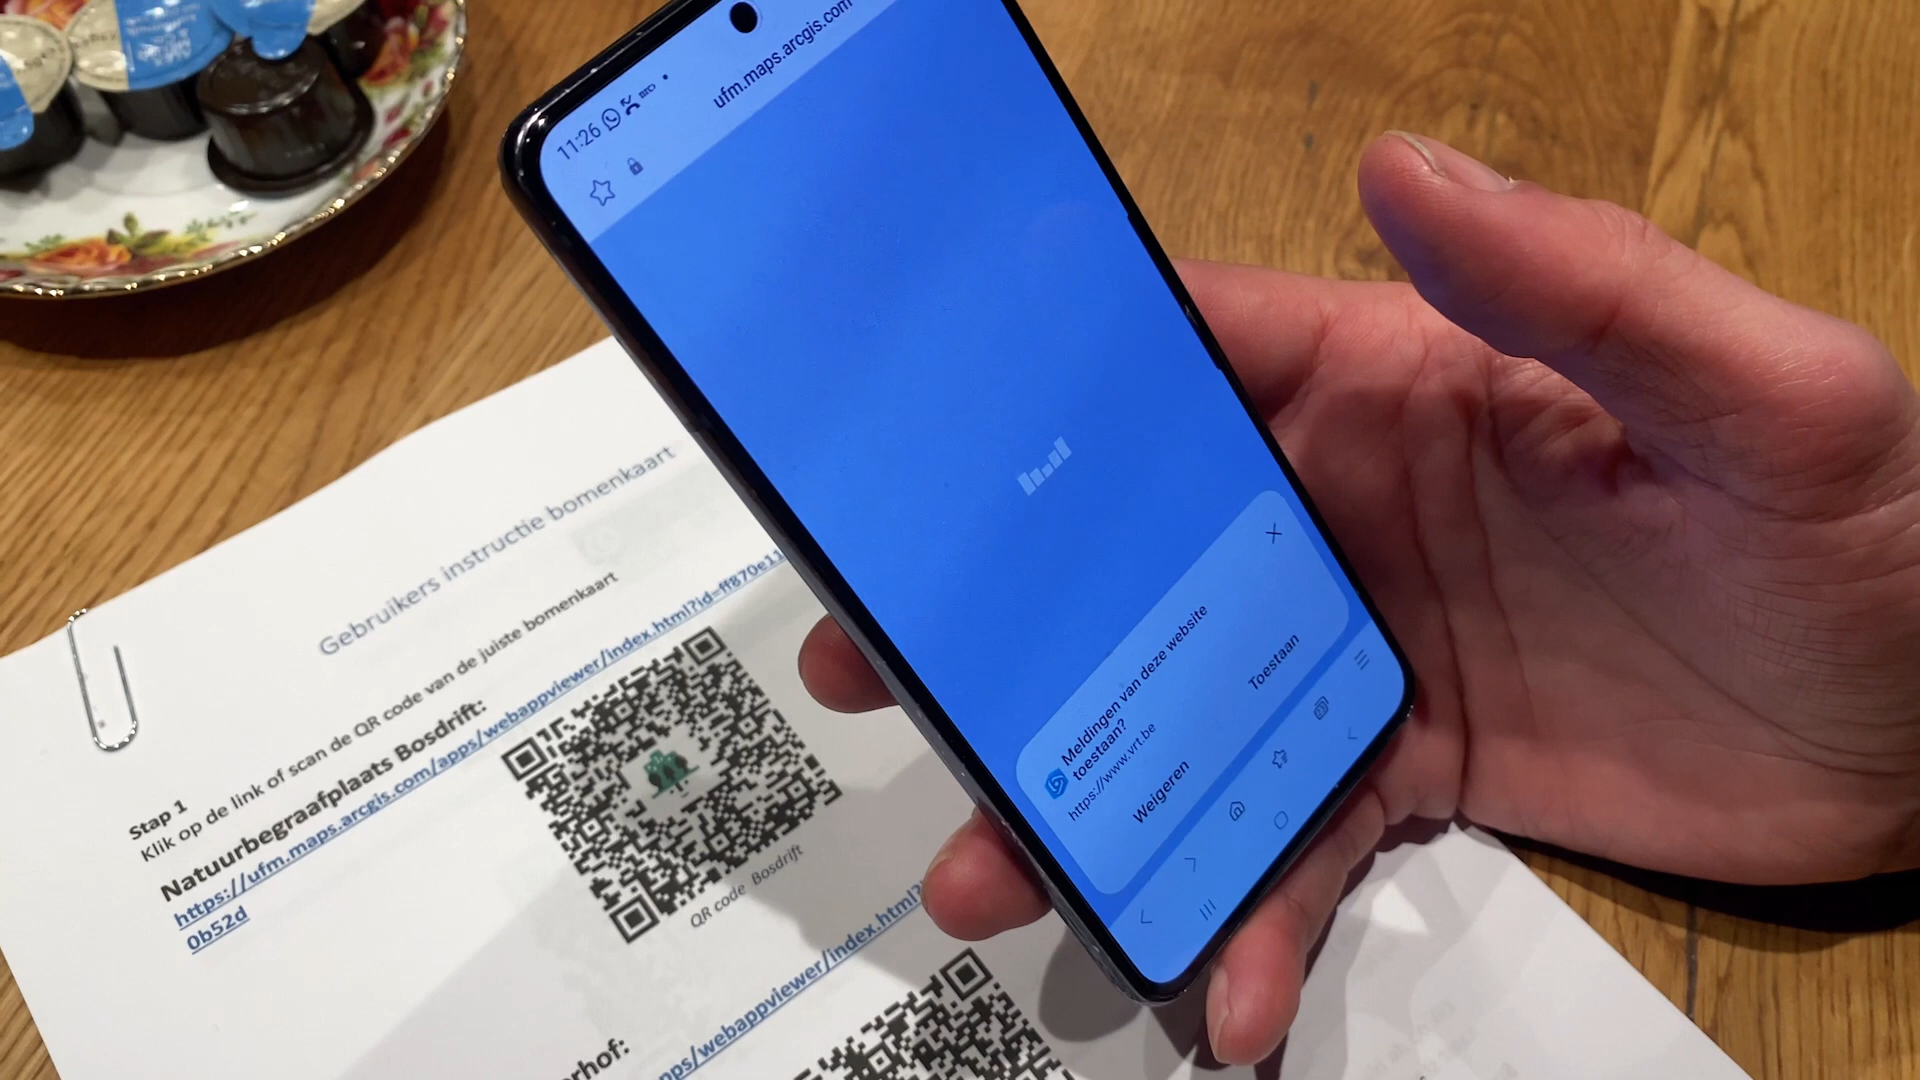 11:26
ufm.maps.arcgis.com
Meldingen van deze website
toestaan?
https://www.vrt.be
Weigeren
Toestaan
Gebruikers instructie bomenkaart
Stap 1
Klik op de link of scan de QR code van de juiste bomenkaart
Natuurbegraafplaats Bosdrift:
https://ufm.maps.arcgis.com/apps/webappviewer/index.html?id=ff870e11
0b52d
QR code Bosdrift
rhof:
pps/webappviewer/index.html?